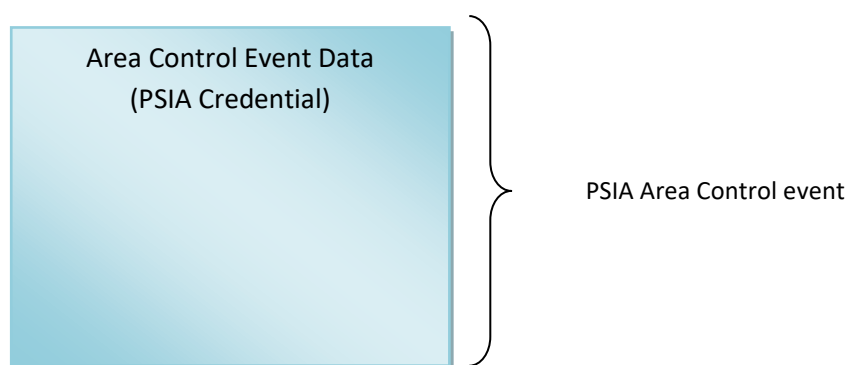 Area Control Event Data
(PSIA Credential)
PSIA Area Control event